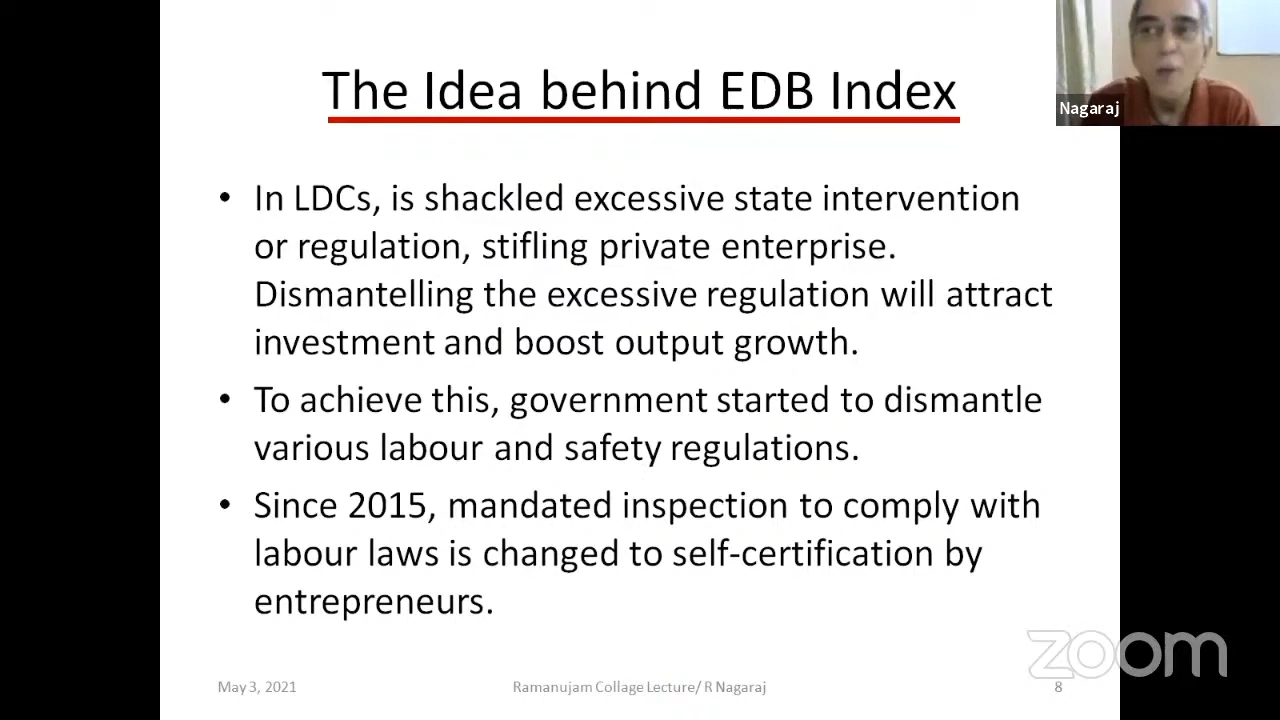 The Idea behind EDB Index
Nagaraj
• In LDCs, is shackled excessive state intervention
or regulation, stifling private enterprise.
Dismantelling the excessive regulation will attract
investment and boost output growth.
• To achieve this, government started to dismantle
various labour and safety regulations.
• Since 2015, mandated inspection to comply with
labour laws is changed to self-certification by
entrepreneurs.
zoom
May 3, 2021
Ramanujam Collage Lecture/ R Nagaraj
8